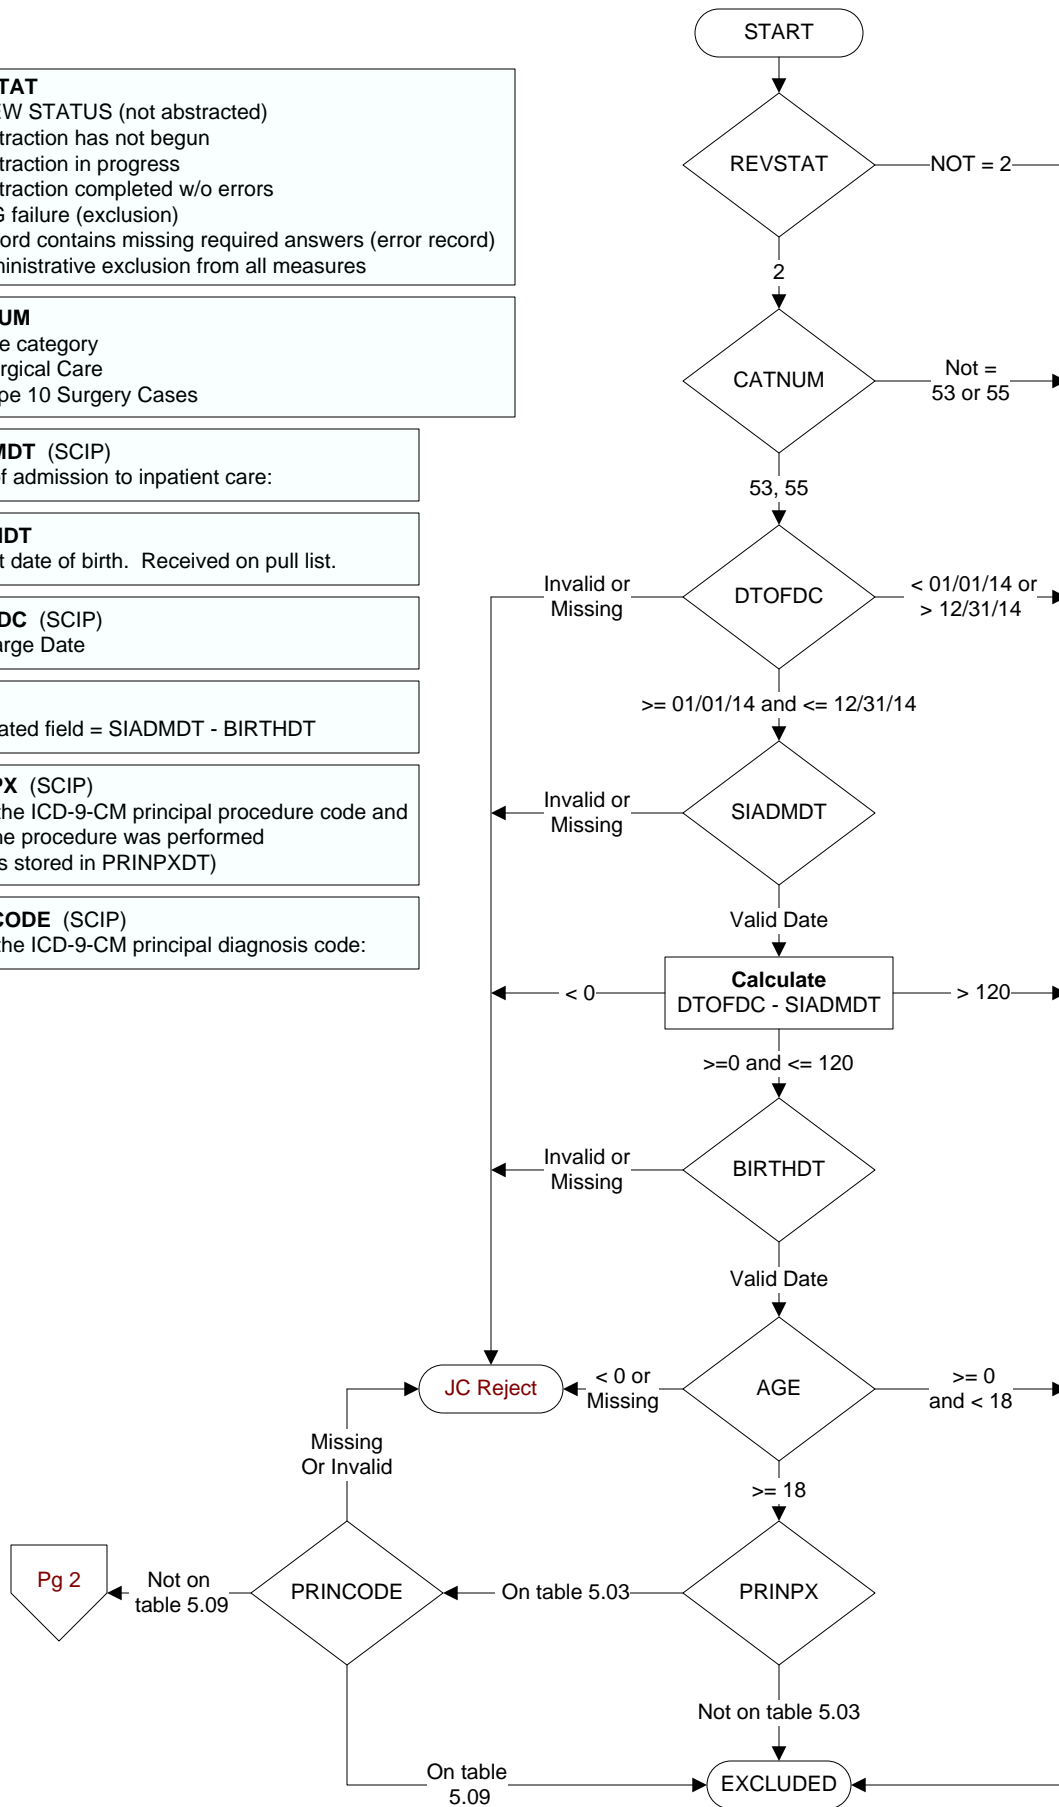 TAT
EW STATUS (not abstracted)
traction has not begun
traction in progress
traction completed w/o errors
G failure (exclusion)
ord contains missing required answers (error record)
ministrative exclusion from all measures
UM
e category
rgical Care
pe 10 Surgery Cases
MDT (SCIP)
of admission to inpatient care:
HDT
t date of birth. Received on pull list.
DC (SCIP)
arge Date
ated field = SIADMDT - BIRTHDT
PX (SCIP)
the ICD-9-CM principal procedure code and
he procedure was performed
s stored in PRINPXDT)
CODE (SCIP)
the ICD-9-CM principal diagnosis code:
START
REVSTAT
NOT = 2
2
CATNUM
Not =
53 or 55
53, 55
Invalid or
Missing
DTOFDC
< 01/01/14 or
> 12/31/14
>= 01/01/14 and <= 12/31/14
Invalid or
Missing
SIADMDT
Valid Date
< 0
Calculate
DTOFDC - SIADMDT
> 120
>=0 and <= 120
Invalid or
Missing
BIRTHDT
Valid Date
JC Reject
< 0 or
Missing
AGE
>= 0
and < 18
Missing
Or Invalid
>= 18
Pg 2
Not on
table 5.09
PRINCODE
On table 5.03
PRINPX
Not on table 5.03
On table
5.09
EXCLUDED